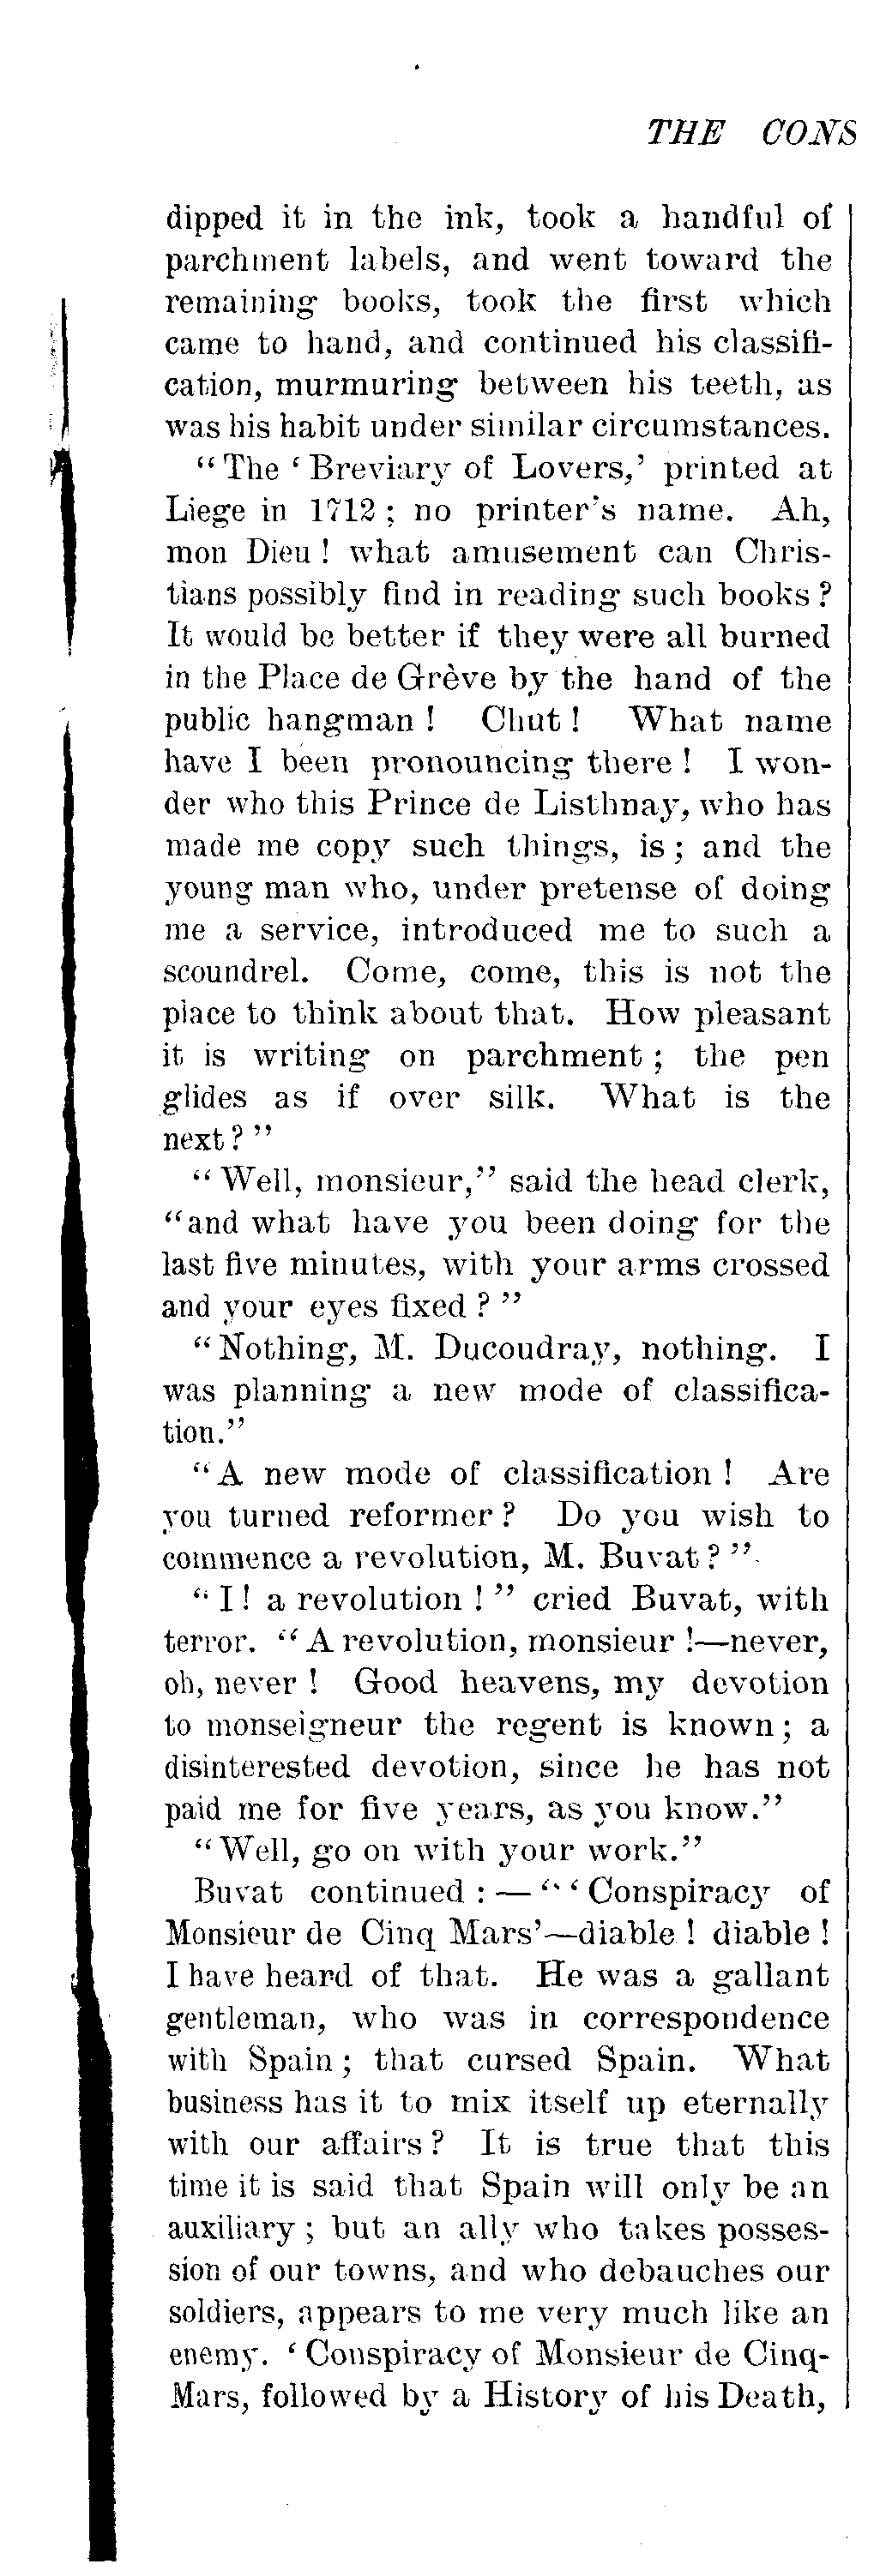 THE CONS
dipped it in the ink, took a handful of
parchment labels, and went toward the
remaining books, took the first which
came to hand, and continued his classifi-
cation, murmuring between his teeth, as
was his habit under similar circumstances.
“The ‘Breviary of Lovers,’ printed at
Liege in 1712; no printer's name. Ah,
mon Dieu! what amusement can Chris-
tians possibly find in reading such books?
It would be better if they were all burned
in the Place de Grève by the hand of the
public hangman! Chut! What name
have I been pronouncing there! I won-
der who this Prince de Listhnay, who has
made me copy such things, is; and the
young man who, under pretense of doing
me a service, introduced me to such a
scoundrel. Come, come, this is not the
place to think about that. How pleasant
it is writing on parchment; the pen
glides as if over silk. What is the
next?”
“Well, monsieur,” said the head clerk,
“and what have you been doing for the
last five minutes, with your arms crossed
and your eyes fixed?”
“Nothing, M. Ducoudray, nothing. I
was planning a new mode of classifica-
tion.”
“A new mode of classification! Are
you turned reformer? Do you wish to
commence a revolution, M. Buvat?”
“I! a revolution!” cried Buvat, with
terror. “A revolution, monsieur!—never,
oh, never! Good heavens, my devotion
to monseigneur the regent is known; a
disinterested devotion, since he has not
paid me for five years, as you know.”
“Well, go on with your work.”
Buvat continued:—“‘Conspiracy of
Monsieur de Cinq Mars’—diable! diable!
I have heard of that. He was a gallant
gentleman, who was in correspondence
with Spain; that cursed Spain. What
business has it to mix itself up eternally
with our affairs? It is true that this
time it is said that Spain will only be an
auxiliary; but an ally who takes posses-
sion of our towns, and who debauches our
soldiers, appears to me very much like an
enemy. ‘Conspiracy of Monsieur de Cinq-
Mars, followed by a History of his Death,